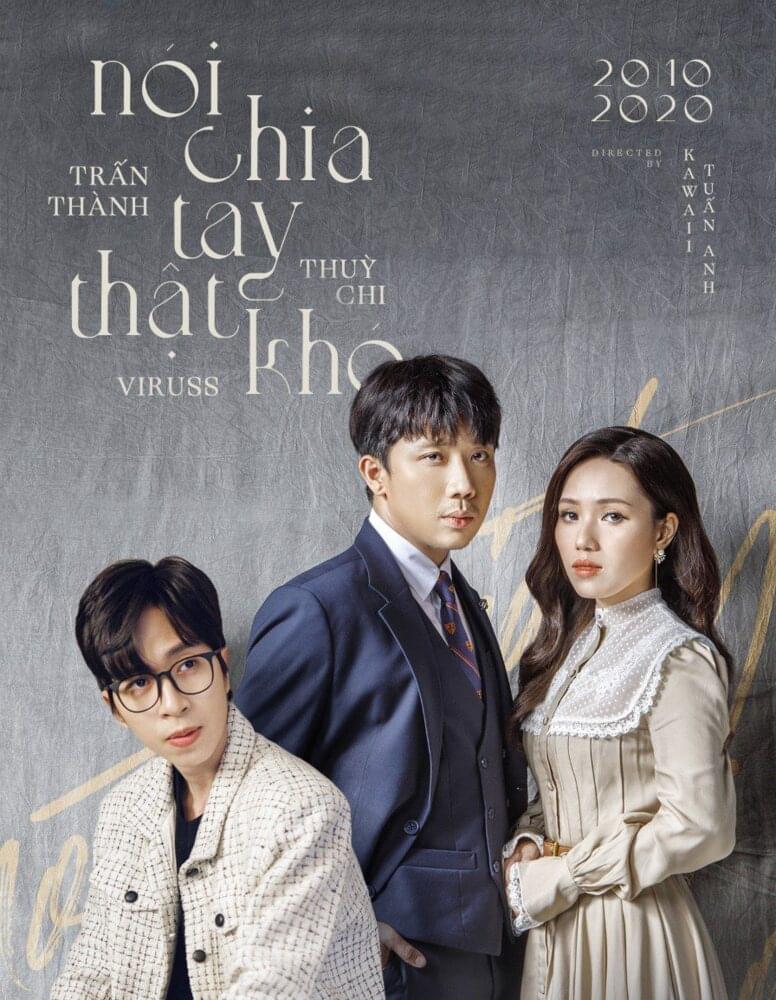 nói
chia
tay
thật
khó
TRẤN
THÀNH
THUỲ
CHI
VIRUSS
20 10
2020
DIRECTED
BY
KAWAII
TUẤN ANH